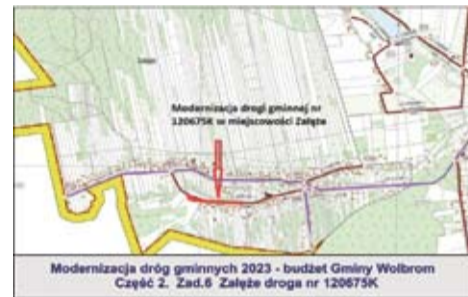 Modernizacja drogi gminnej nr
120675K w miejscowości Załęże
Modernizacja dróg gminnych 2023 - budżet Gminy Wolbrom
Część 2. Zad.6 Załęże droga nr 120675K